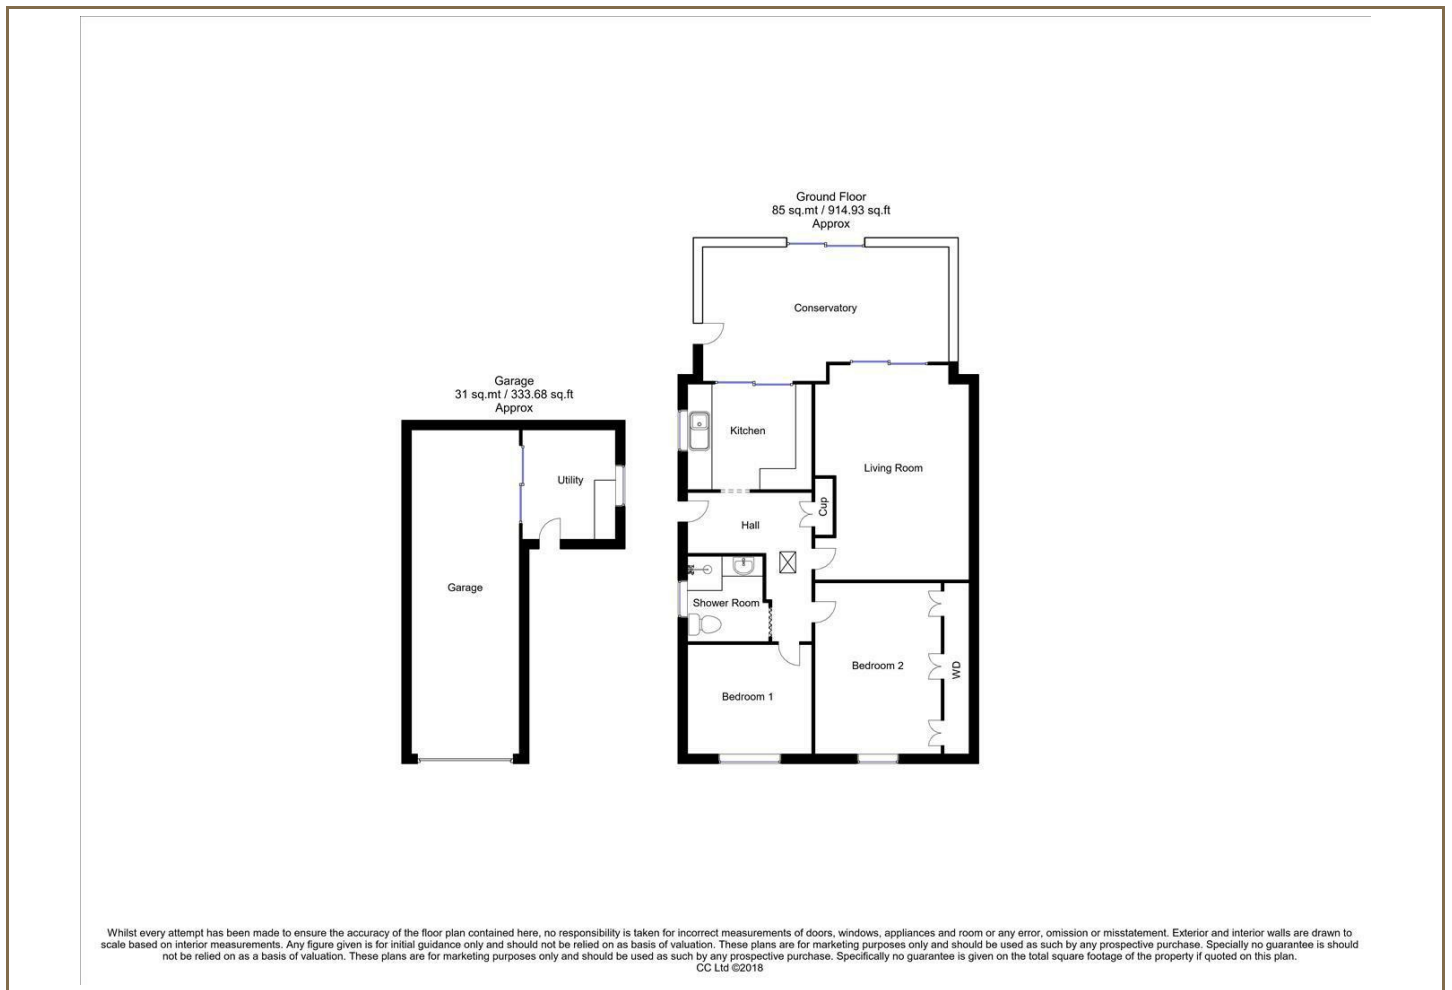 Ground Floor
85 sq.mt / 914.93 sq.ft
Approx
Conservatory
Garage
31 sq.mt / 333.68 sq.ft
Approx
Kitchen
Living Room
Utility
Cup
Hall
Garage
Shower Room
Bedroom 2
WD
Bedroom 1
Whilst every attempt has been made to ensure the accuracy of the floor plan contained here, no responsibility is taken for incorrect measurements of doors, windows, appliances and room or any error, omission or misstatement. Exterior and interior walls are drawn to
scale based on interior measurements. Any figure given is for initial guidance only and should not be relied on as basis of valuation. These plans are for marketing purposes only and should be used as such by any prospective purchase. Specially no guarantee is should
not be relied on as a basis of valuation. These plans are for marketing purposes only and should be used as such by any prospective purchase. Specifically no guarantee is given on the total square footage of the property if quoted on this plan.
CC Ltd ©2018